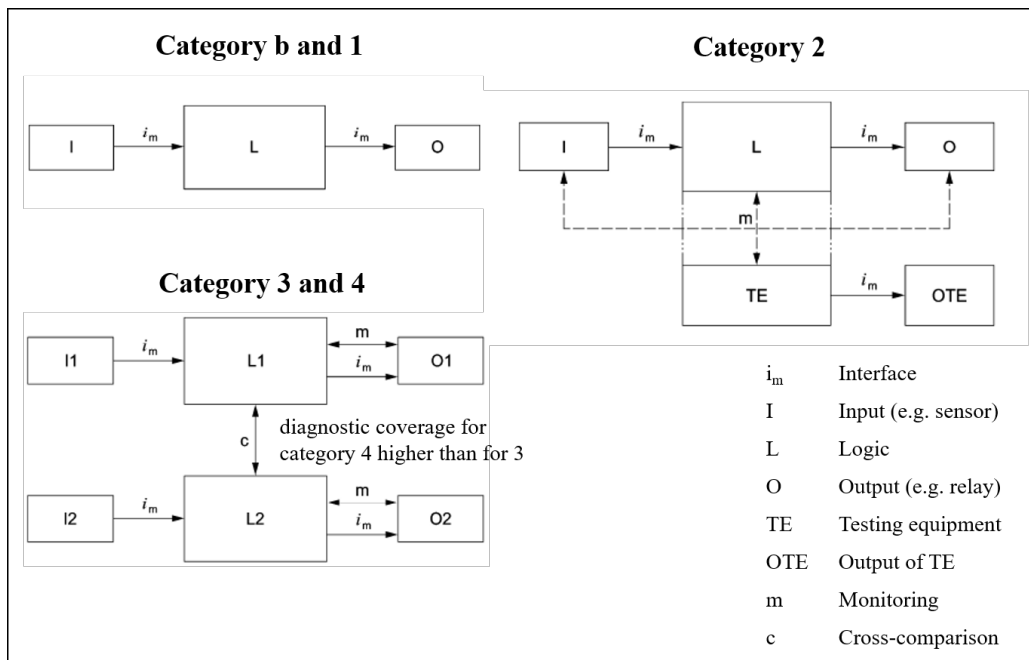 Category b and 1
I
im
L
im
O
Category 2
I
im
L
im
O
m
TE
im
OTE
Category 3 and 4
I1
im
L1
m
im
O1
c
diagnostic coverage for
category 4 higher than for 3
I2
im
L2
m
im
O2
im Interface
I Input (e.g. sensor)
L Logic
O Output (e.g. relay)
TE Testing equipment
OTE Output of TE
m Monitoring
c Cross-comparison